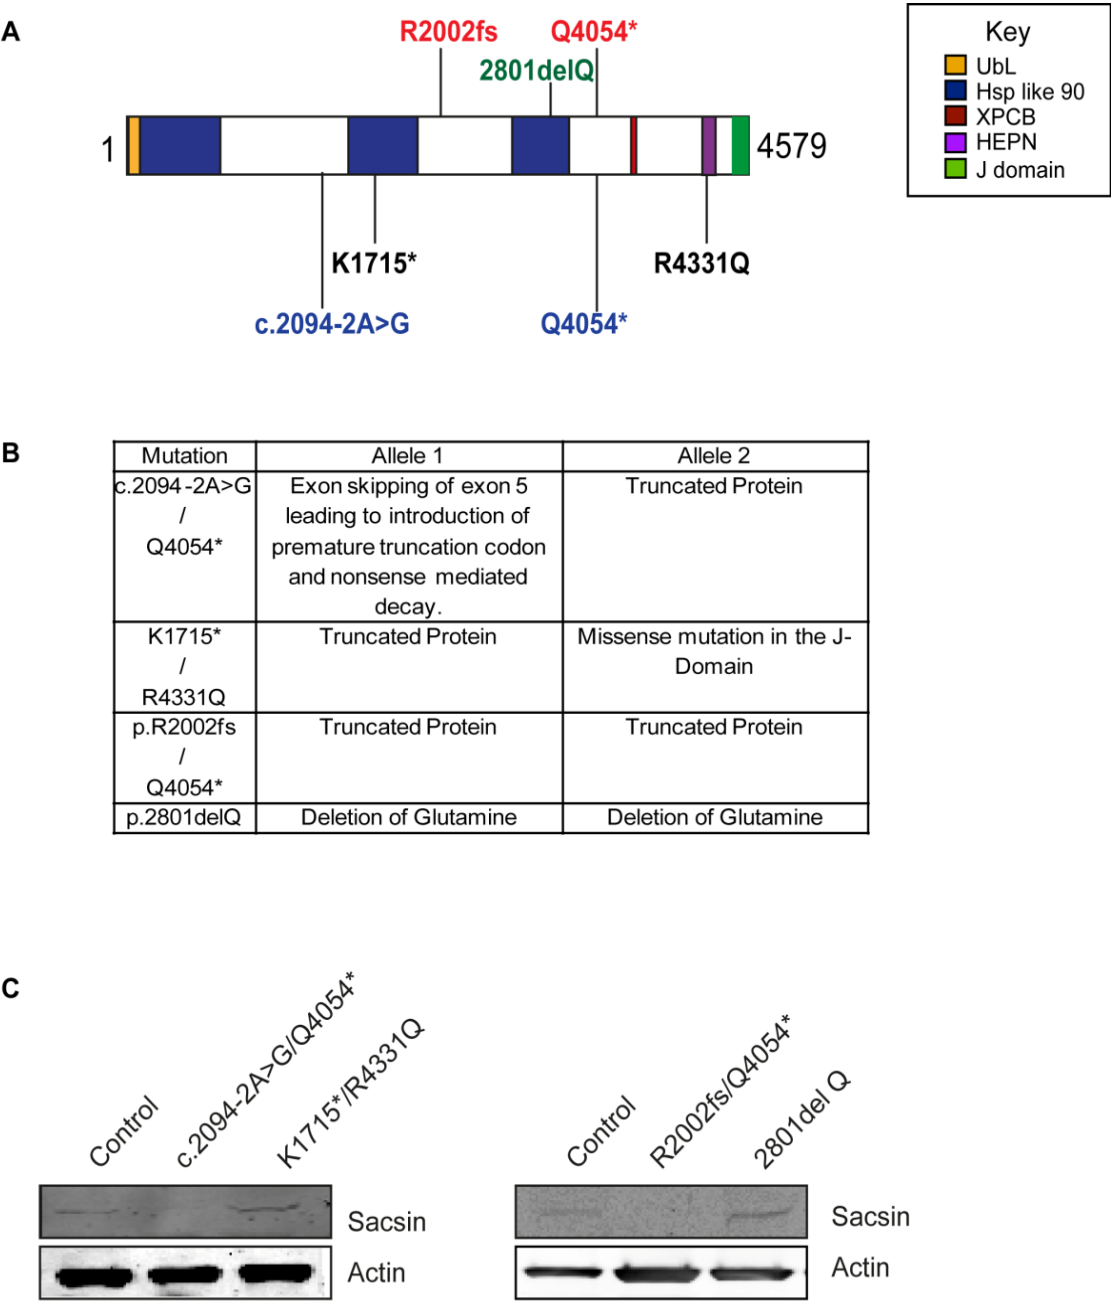 A
R2002fs
Q4054*
2801delQ
1
4579
K1715*
R4331Q
c.2094-2A>G
Q4054*
Key
UbL
Hsp like 90
XPCB
HEPN
J domain
B
Mutation
Allele 1
Allele 2
c.2094-2A>G
/
Q4054*
Exon skipping of exon 5
leading to introduction of
premature truncation codon
and nonsense mediated
decay.
Truncated Protein
K1715*
/
R4331Q
Truncated Protein
Missense mutation in the J-
Domain
p.R2002fs
/
Q4054*
Truncated Protein
Truncated Protein
p.2801delQ
Deletion of Glutamine
Deletion of Glutamine
C
Control
c.2094-2A>G/Q4054*
K1715*/R4331Q
Sacsin
Actin
Control
R2002fs/Q4054*
2801del Q
Sacsin
Actin